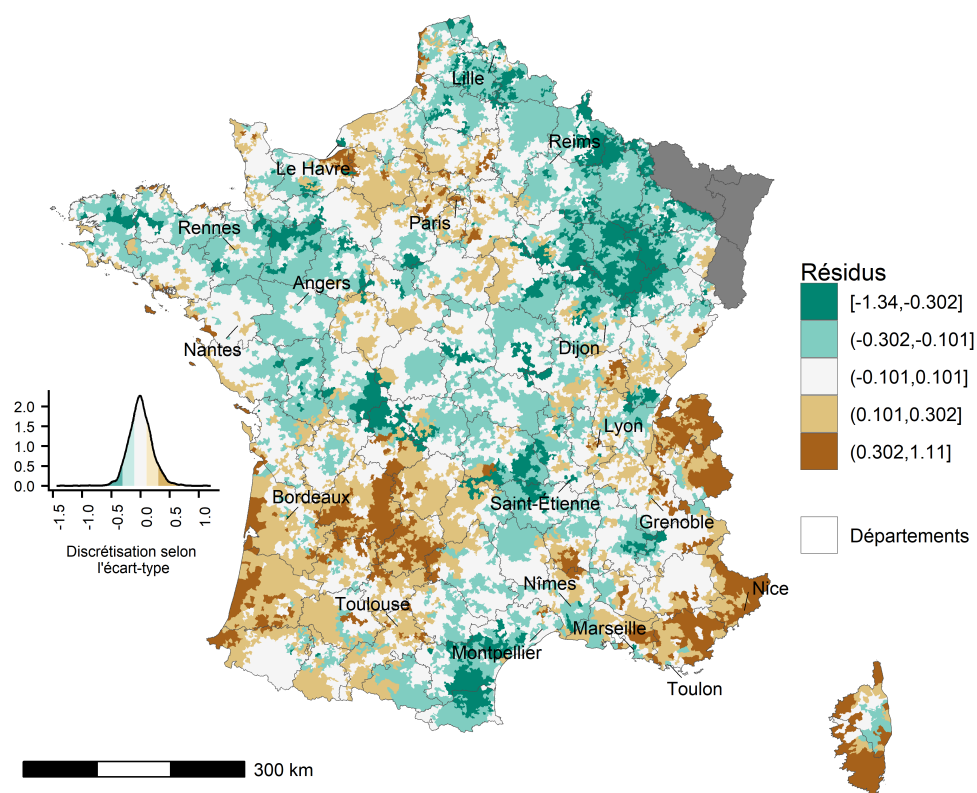 Lille
Reims
Le Havre
Paris
Rennes
Angers
Nantes
Dijon
Lyon
Bordeaux
Saint-Étienne
Grenoble
Nîmes
Nice
Toulouse
Marseille
Montpellier
Toulon
Résidus
[-1.34,-0.302]
(-0.302,-0.101]
(-0.101,0.101]
(0.101,0.302]
(0.302,1.11]
Départements
2.0
1.5
1.0
0.5
0.0
-1.5
-1.0
-0.5
0.0
0.5
1.0
Discrétisation selon
l'écart-type
300 km